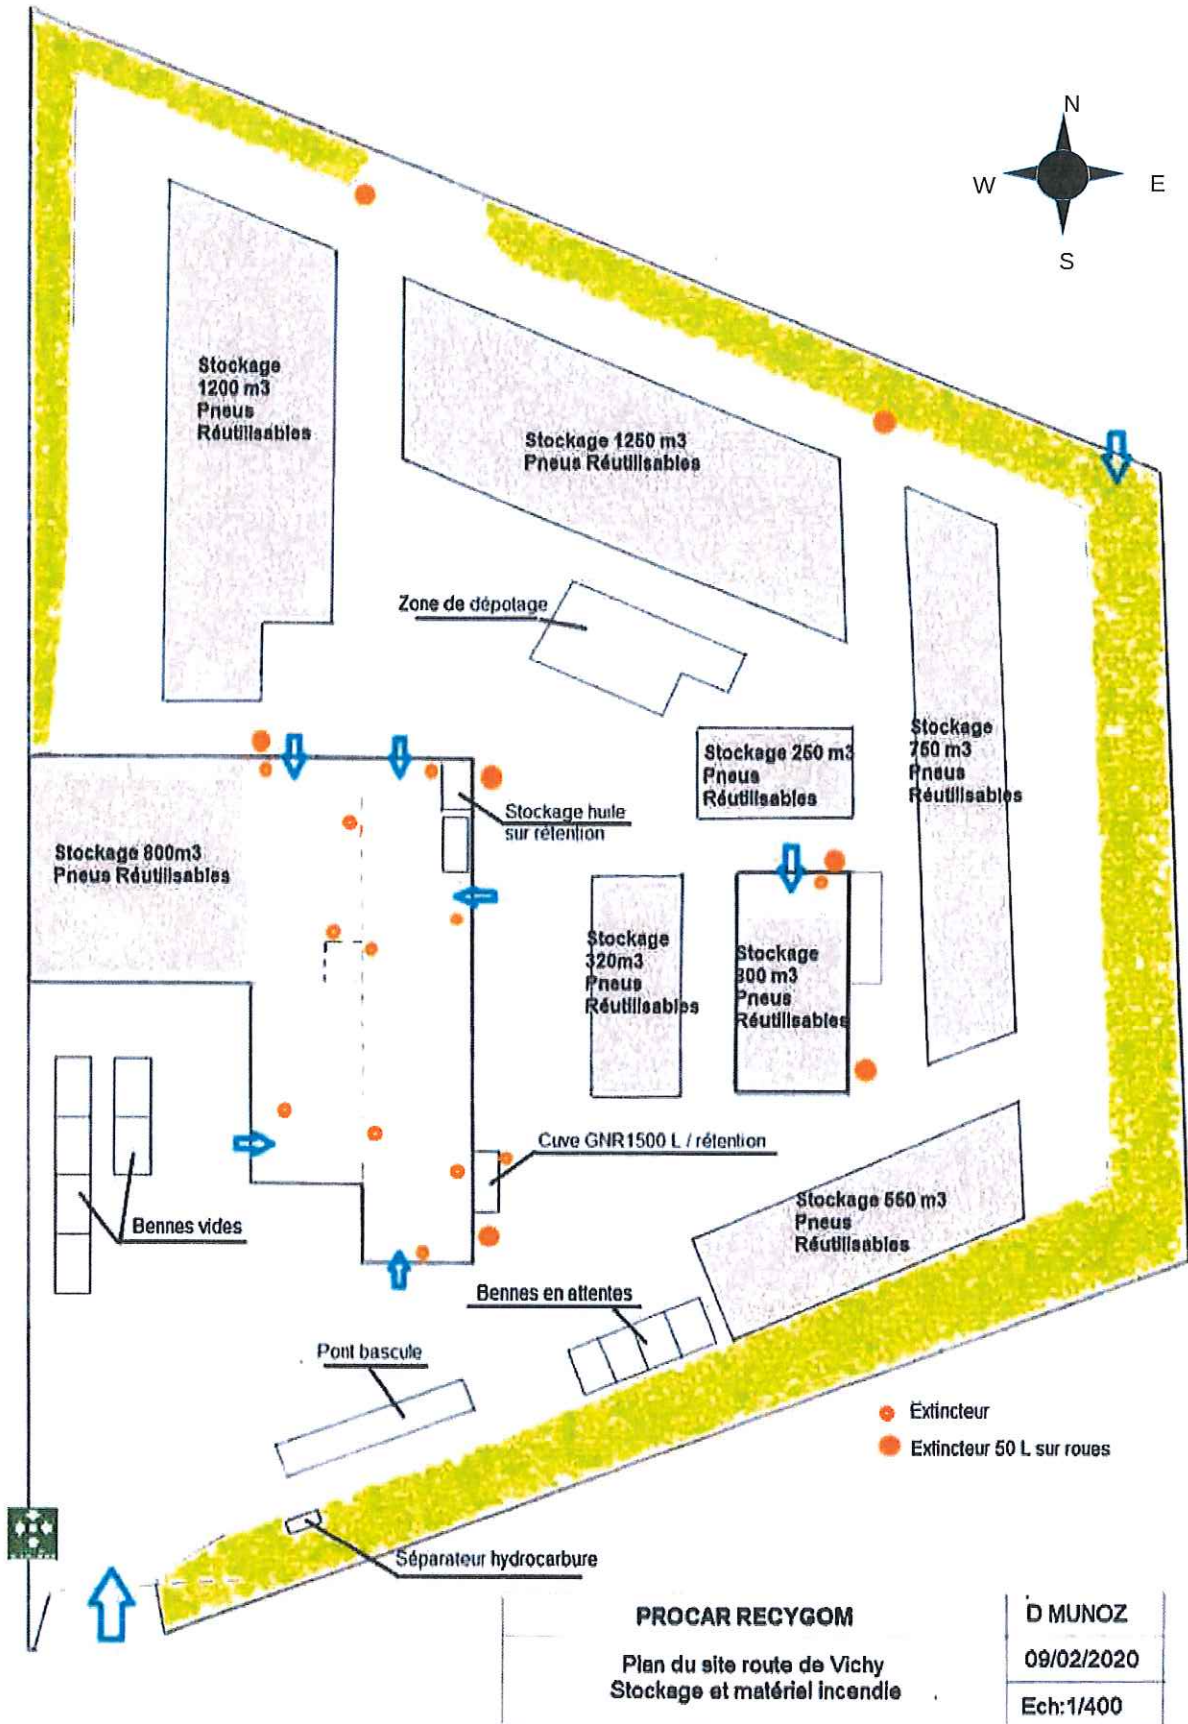 N
W
E
S
Stockage
1200 m3
Pneus
Réutilisables
Stockage 1250 m3
Pneus Réutilisables
Zone de dépotage
Stockage 250 m3
Pneus
Réutilisables
Stockage
750 m3
Pneus
Réutilisables
Stockage huile
sur rétention
Stockage 800m3
Pneus Réutilisables
Stockage
320m3
Pneus
Réutilisables
Stockage
300 m3
Pneus
Réutilisables
Cuve GNR1500 L / rétention
Stockage 550 m3
Pneus
Réutilisables
Bennes vides
Bennes en attentes
Pont bascule
Extincteur
Extincteur 50 L sur roues
Séparateur hydrocarbure
PROCAR RECYGOM
Plan du site route de Vichy
Stockage et matériel incendie
D MUNOZ
09/02/2020
Ech:1/400